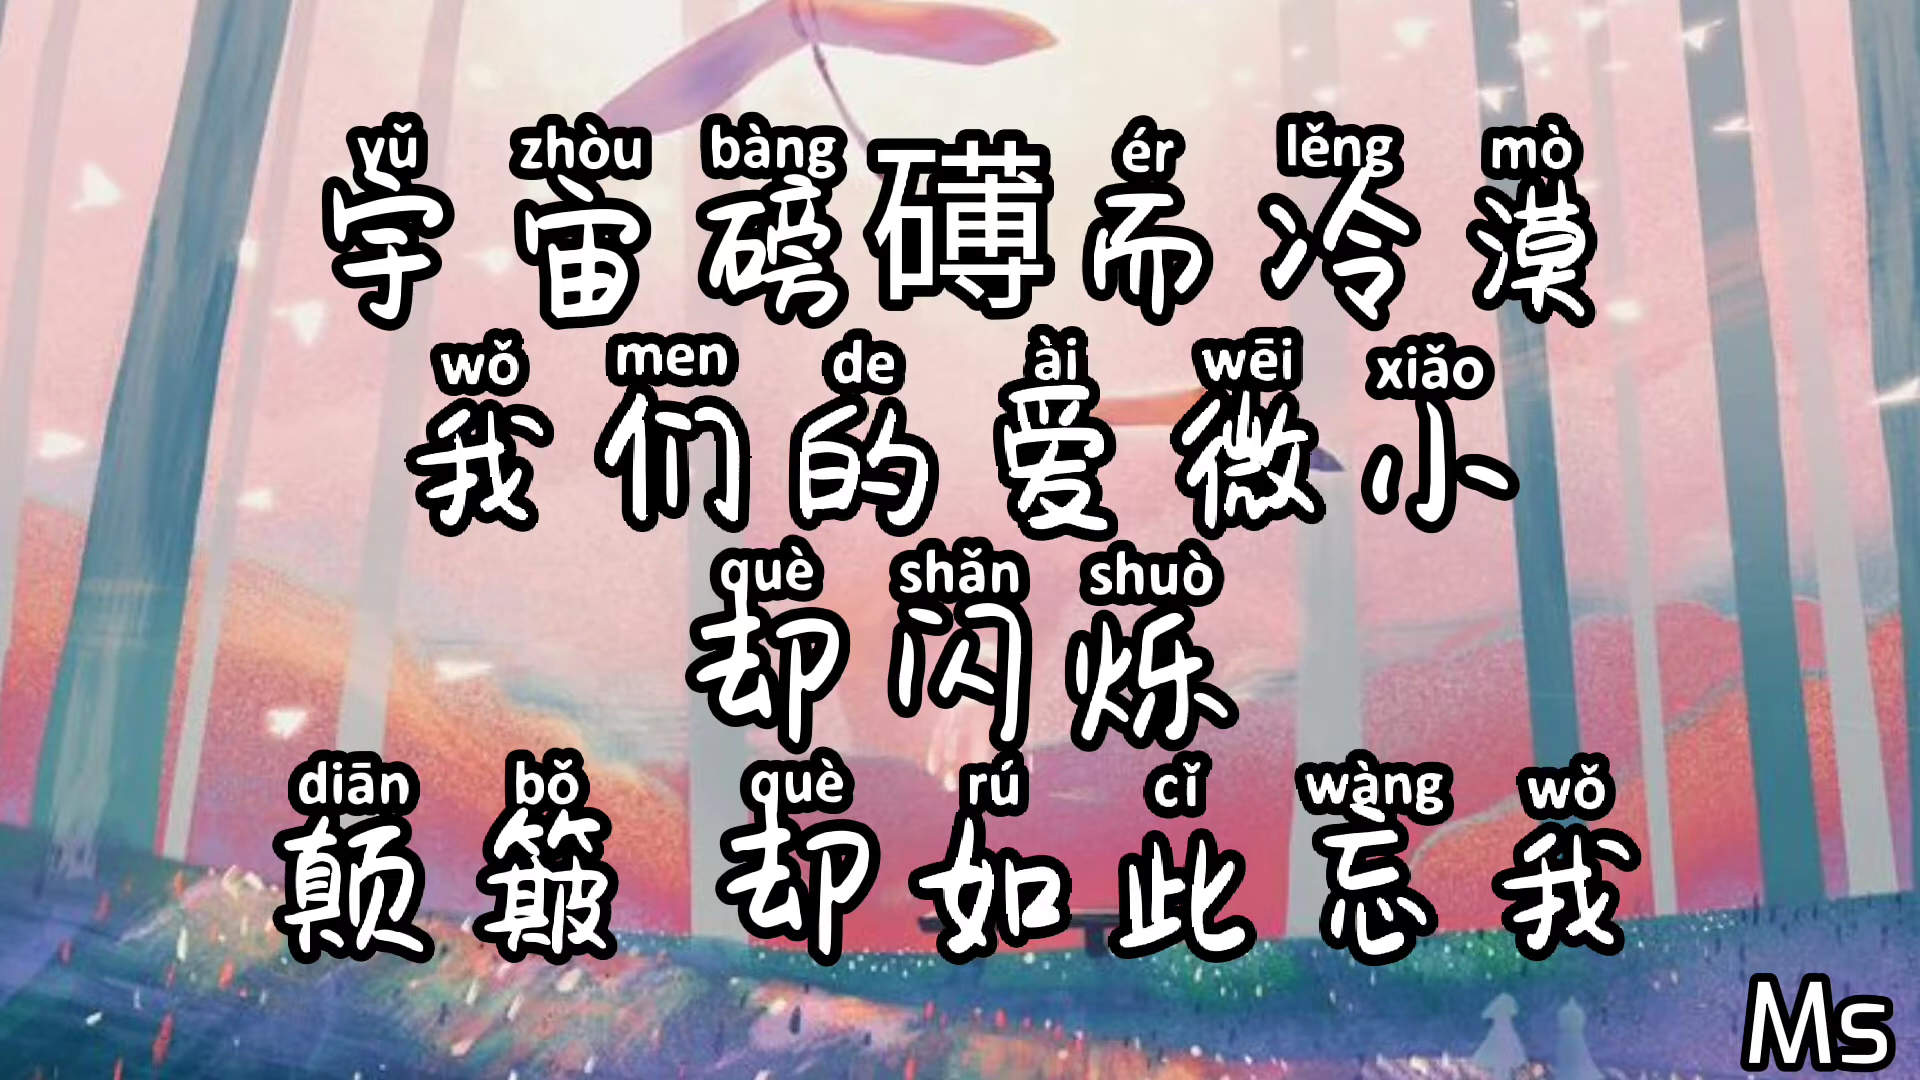 yǔ zhòu bàng ér lěng mò
宇宙磅礴而冷漠
wǒ men de ài wēi xiǎo
我们的爱微小
què shǎn shuò
却闪烁
diān bǒ què rú cǐ wàng wǒ
颠簸却如此忘我
Ms